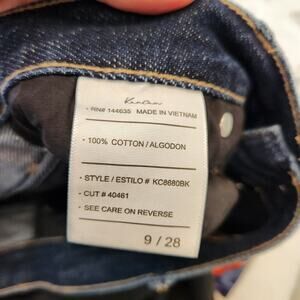 KanCan
- RN# 144635 MADE IN VIETNAM
- 100% COTTON / ALGODON
- STYLE / ESTILO # KC8680BK
- CUT # 40461
- SEE CARE ON REVERSE
9 / 28